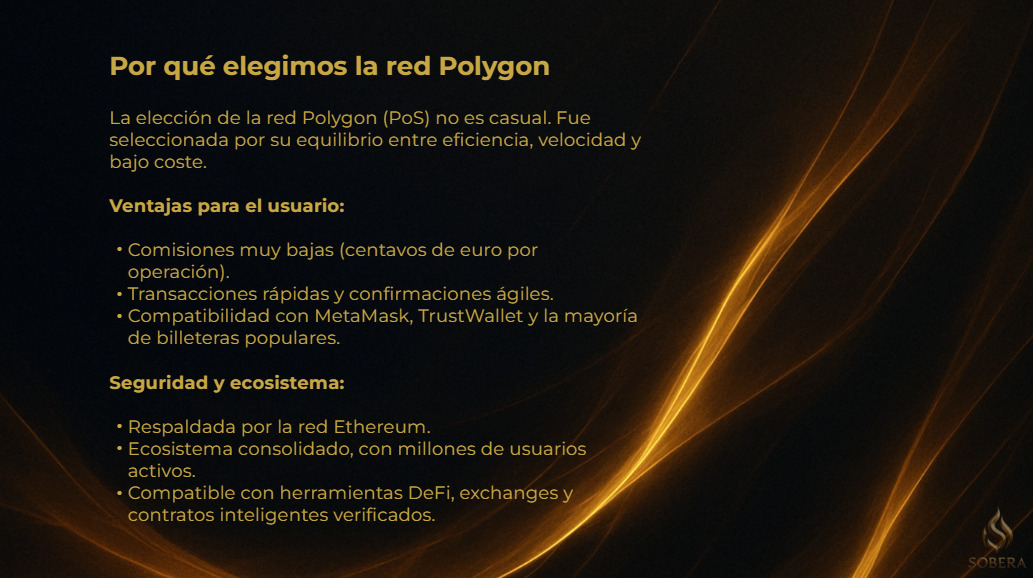 Por qué elegimos la red Polygon
La elección de la red Polygon (PoS) no es casual. Fue
seleccionada por su equilibrio entre eficiencia, velocidad y
bajo coste.
Ventajas para el usuario:
• Comisiones muy bajas (centavos de euro por
operación).
• Transacciones rápidas y confirmaciones ágiles.
• Compatibilidad con MetaMask, TrustWallet y la mayoría
de billeteras populares.
Seguridad y ecosistema:
• Respaldada por la red Ethereum.
• Ecosistema consolidado, con millones de usuarios
activos.
• Compatible con herramientas DeFi, exchanges y
contratos inteligentes verificados.
SOBERA